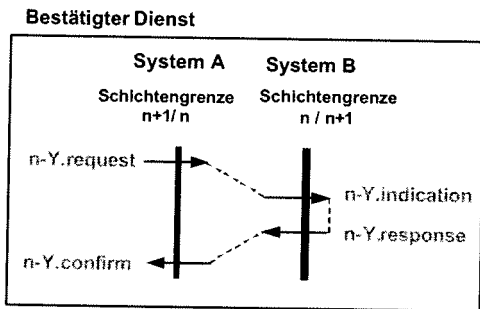 Bestätigter Dienst
System A
System B
Schichtengrenze
n+1/ n
Schichtengrenze
n / n+1
n-Y.request
n-Y.indication
n-Y.response
n-Y.confirm